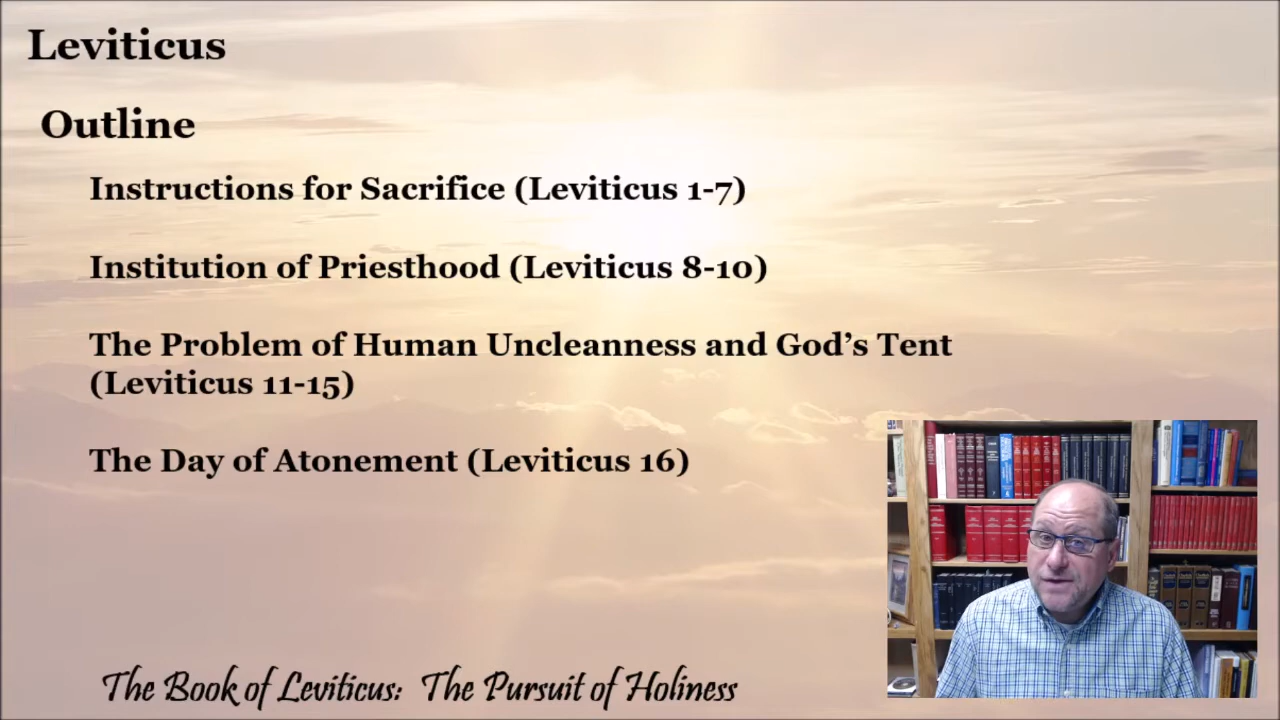 Leviticus
Outline
Instructions for Sacrifice (Leviticus 1-7)
Institution of Priesthood (Leviticus 8-10)
The Problem of Human Uncleanness and God’s Tent
(Leviticus 11-15)
The Day of Atonement (Leviticus 16)
The Book of Leviticus: The Pursuit of Holiness